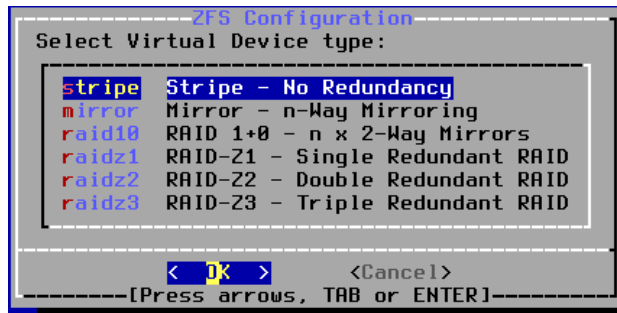 ZFS Configuration
Select Virtual Device type:
stripe Stripe - No Redundancy
mirror Mirror - n-Way Mirroring
raid10 RAID 1+0 - n x 2-Way Mirrors
raidz1 RAID-Z1 - Single Redundant RAID
raidz2 RAID-Z2 - Double Redundant RAID
raidz3 RAID-Z3 - Triple Redundant RAID
< OK > <Cancel>
[Press arrows, TAB or ENTER]